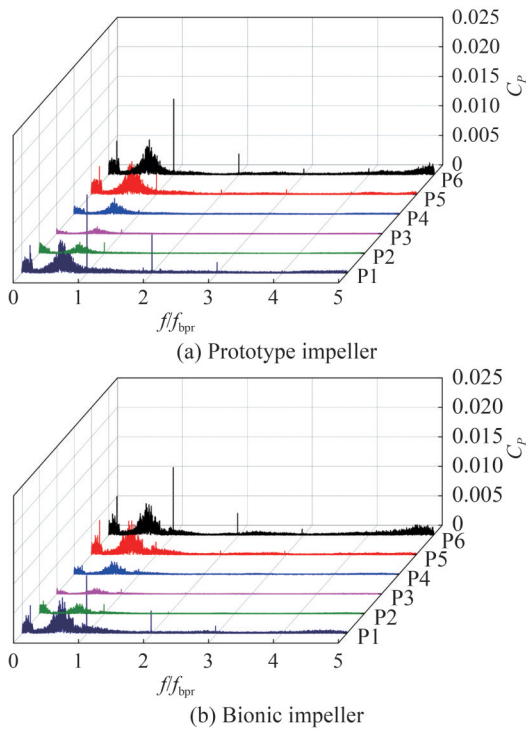 0.025
0.020
0.015
0.010
0.005
0
C_P
P6
P5
P4
P3
P2
P1
0 1 2 3 4 5
f/f_bpr
(a) Prototype impeller
0.025
0.020
0.015
0.010
0.005
0
C_P
P6
P5
P4
P3
P2
P1
0 1 2 3 4 5
f/f_bpr
(b) Bionic impeller